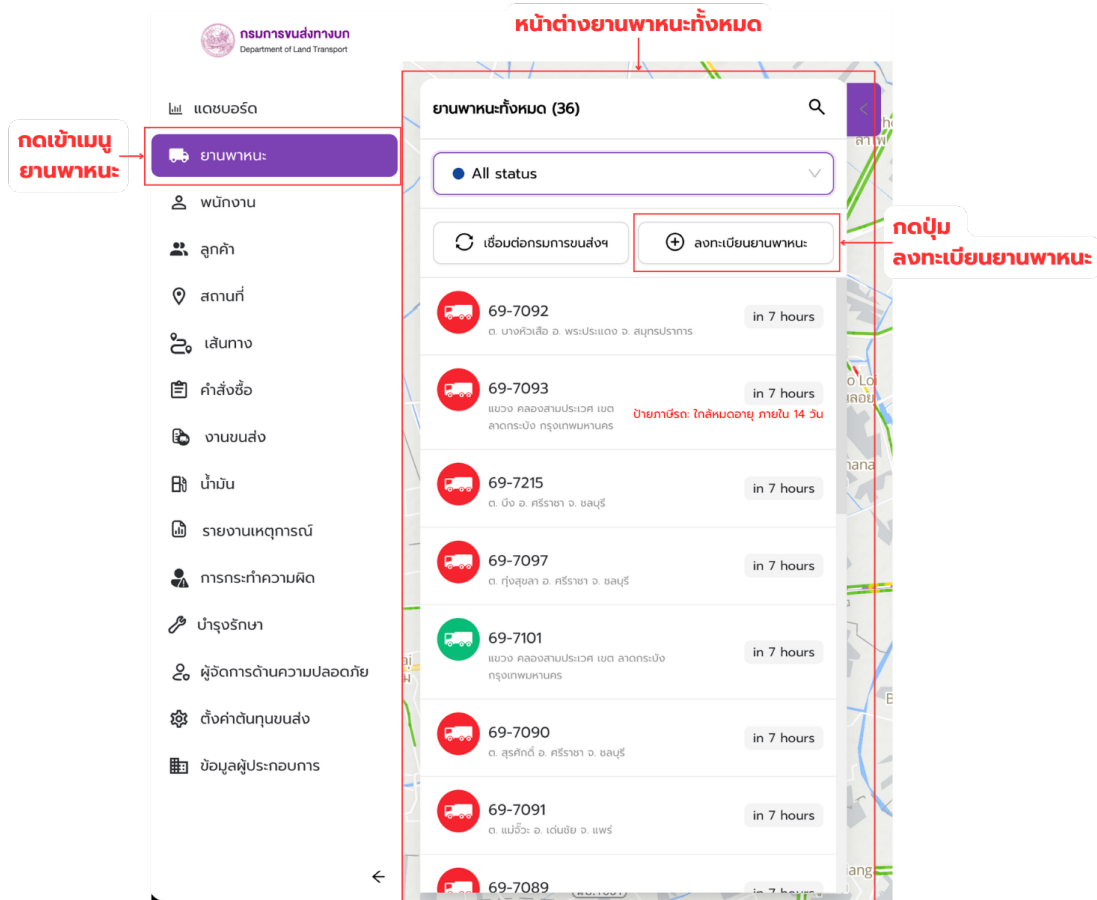 หน้าต่างยานพาหนะทั้งหมด
กรมการขนส่งทางบก
Department of Land Transport
กดเข้าเมนู
ยานพาหนะ
แดชบอร์ด
ยานพาหนะ
พนักงาน
ลูกค้า
สถานที่
เส้นทาง
คำสั่งซื้อ
งานขนส่ง
น้ำมัน
รายงานเหตุการณ์
การกระทำความผิด
บำรุงรักษา
ผู้จัดการด้านความปลอดภัย
ตั้งค่าต้นทุนขนส่ง
ข้อมูลผู้ประกอบการ
ยานพาหนะทั้งหมด (36)
All status
เชื่อมต่อกรมการขนส่งฯ
ลงทะเบียนยานพาหนะ
กดปุ่ม
ลงทะเบียนยานพาหนะ
69-7092
in 7 hours
ต. บางหัวเสือ อ. พระประแดง จ. สมุทรปราการ
69-7093
in 7 hours
แขวง คลองสามประเวศ เขต
ลาดกระบัง กรุงเทพมหานคร
ป้ายภาษีรถ: ใกล้หมดอายุ ภายใน 14 วัน
69-7215
in 7 hours
ต. บึง อ. ศรีราชา จ. ชลบุรี
69-7097
in 7 hours
ต. ทุ่งสุขลา อ. ศรีราชา จ. ชลบุรี
69-7101
in 7 hours
แขวง คลองสามประเวศ เขต ลาดกระบัง
กรุงเทพมหานคร
69-7090
in 7 hours
ต. สุรศักดิ์ อ. ศรีราชา จ. ชลบุรี
69-7091
in 7 hours
ต. แม่จั๊วะ อ. เด่นชัย จ. แพร่
69-7089
in 7 hours